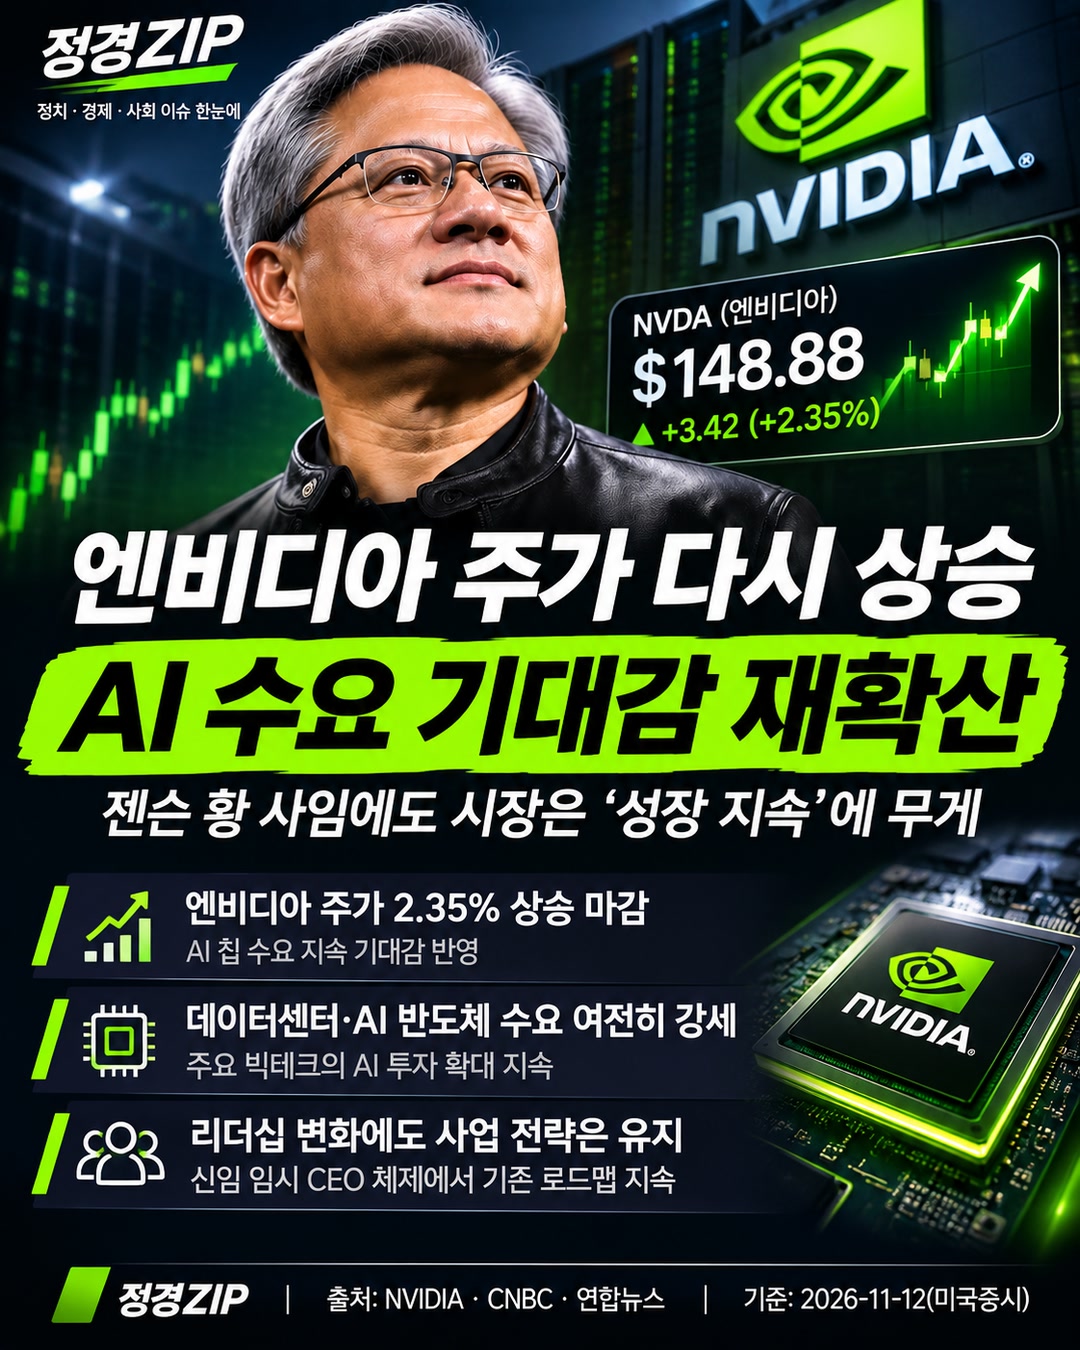 정경ZIP
정치 · 경제 · 사회 이슈 한눈에
NVIDIA®
NVDA (엔비디아)
$148.88
▲ +3.42 (+2.35%)
엔비디아 주가 다시 상승
AI 수요 기대감 재확산
젠슨 황 사임에도 시장은 ‘성장 지속’에 무게
엔비디아 주가 2.35% 상승 마감
AI 칩 수요 지속 기대감 반영
데이터센터·AI 반도체 수요 여전히 강세
주요 빅테크의 AI 투자 확대 지속
리더십 변화에도 사업 전략은 유지
신임 임시 CEO 체제에서 기존 로드맵 지속
NVIDIA®
정경ZIP | 출처: NVIDIA · CNBC · 연합뉴스 | 기준: 2026-11-12(미국중시)